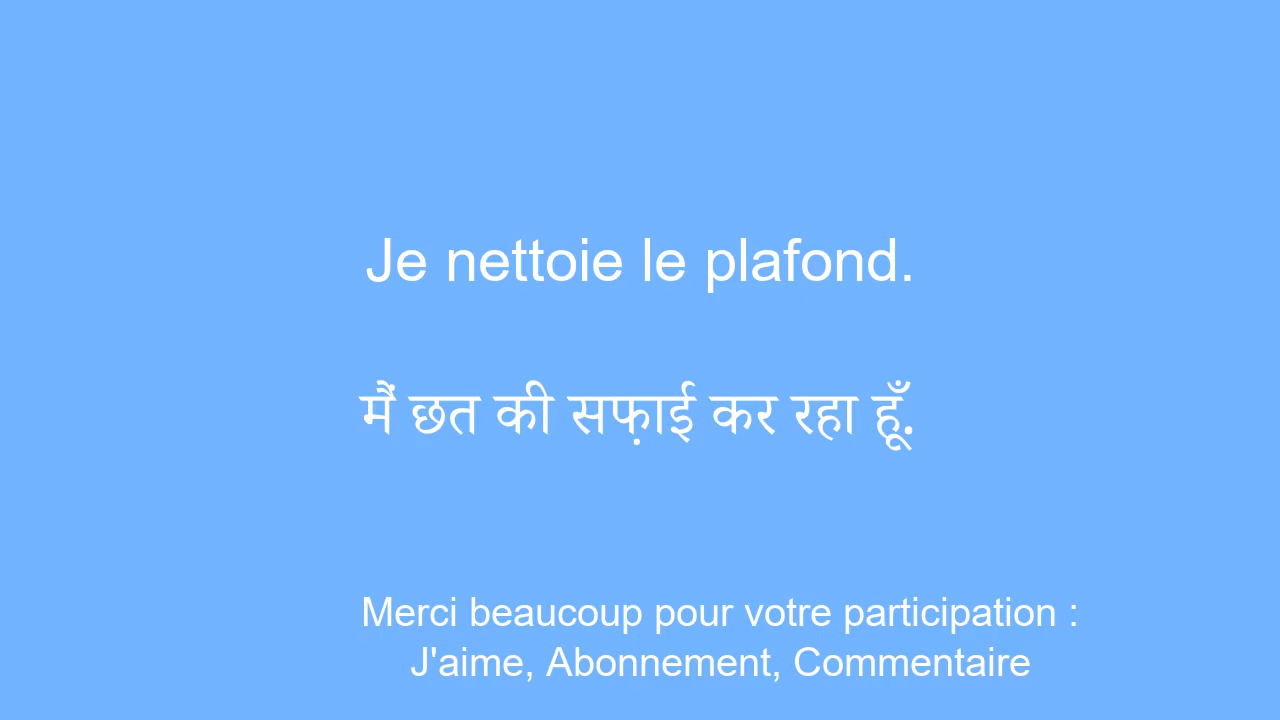 Je nettoie le plafond.
मैं छत की सफ़ाई कर रहा हूँ.
Merci beaucoup pour votre participation :
J'aime, Abonnement, Commentaire